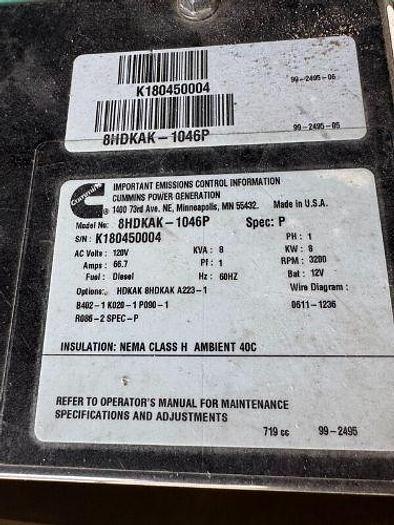 K180450004
99-2495-06
8HDKAK-1046P
99-2495-05
Cummins
IMPORTANT EMISSIONS CONTROL INFORMATION
CUMMINS POWER GENERATION
1400 73rd Ave. NE, Minneapolis, MN 55432. Made in U.S.A.
Model No: 8HDKAK-1046P Spec: P
S/N: K180450004 PH: 1
AC Volts: 120V KVA: 8 KW: 8
Amps: 66.7 Pf: 1 RPM: 3200
Fuel: Diesel Hz: 60HZ Bat: 12V
Options: HDKAK 8HDKAK A223-1 Wire Diagram:
B402-1 K020-1 P090-1 0611-1236
R086-2 SPEC-P
INSULATION: NEMA CLASS H AMBIENT 40C
REFER TO OPERATOR'S MANUAL FOR MAINTENANCE
SPECIFICATIONS AND ADJUSTMENTS
719 cc 99-2495